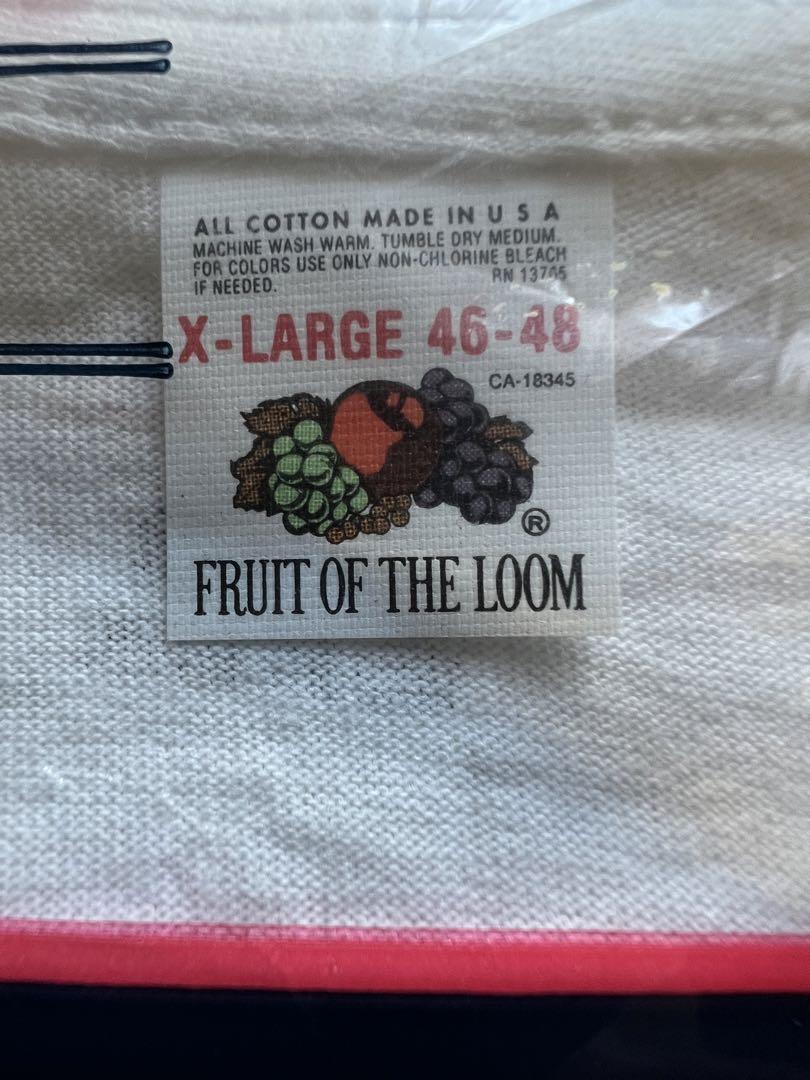 ALL COTTON MADE IN U S A
MACHINE WASH WARM. TUMBLE DRY MEDIUM.
FOR COLORS USE ONLY NON-CHLORINE BLEACH
IF NEEDED. RN 13765
X-LARGE 46-48
CA-18345
®
FRUIT OF THE LOOM